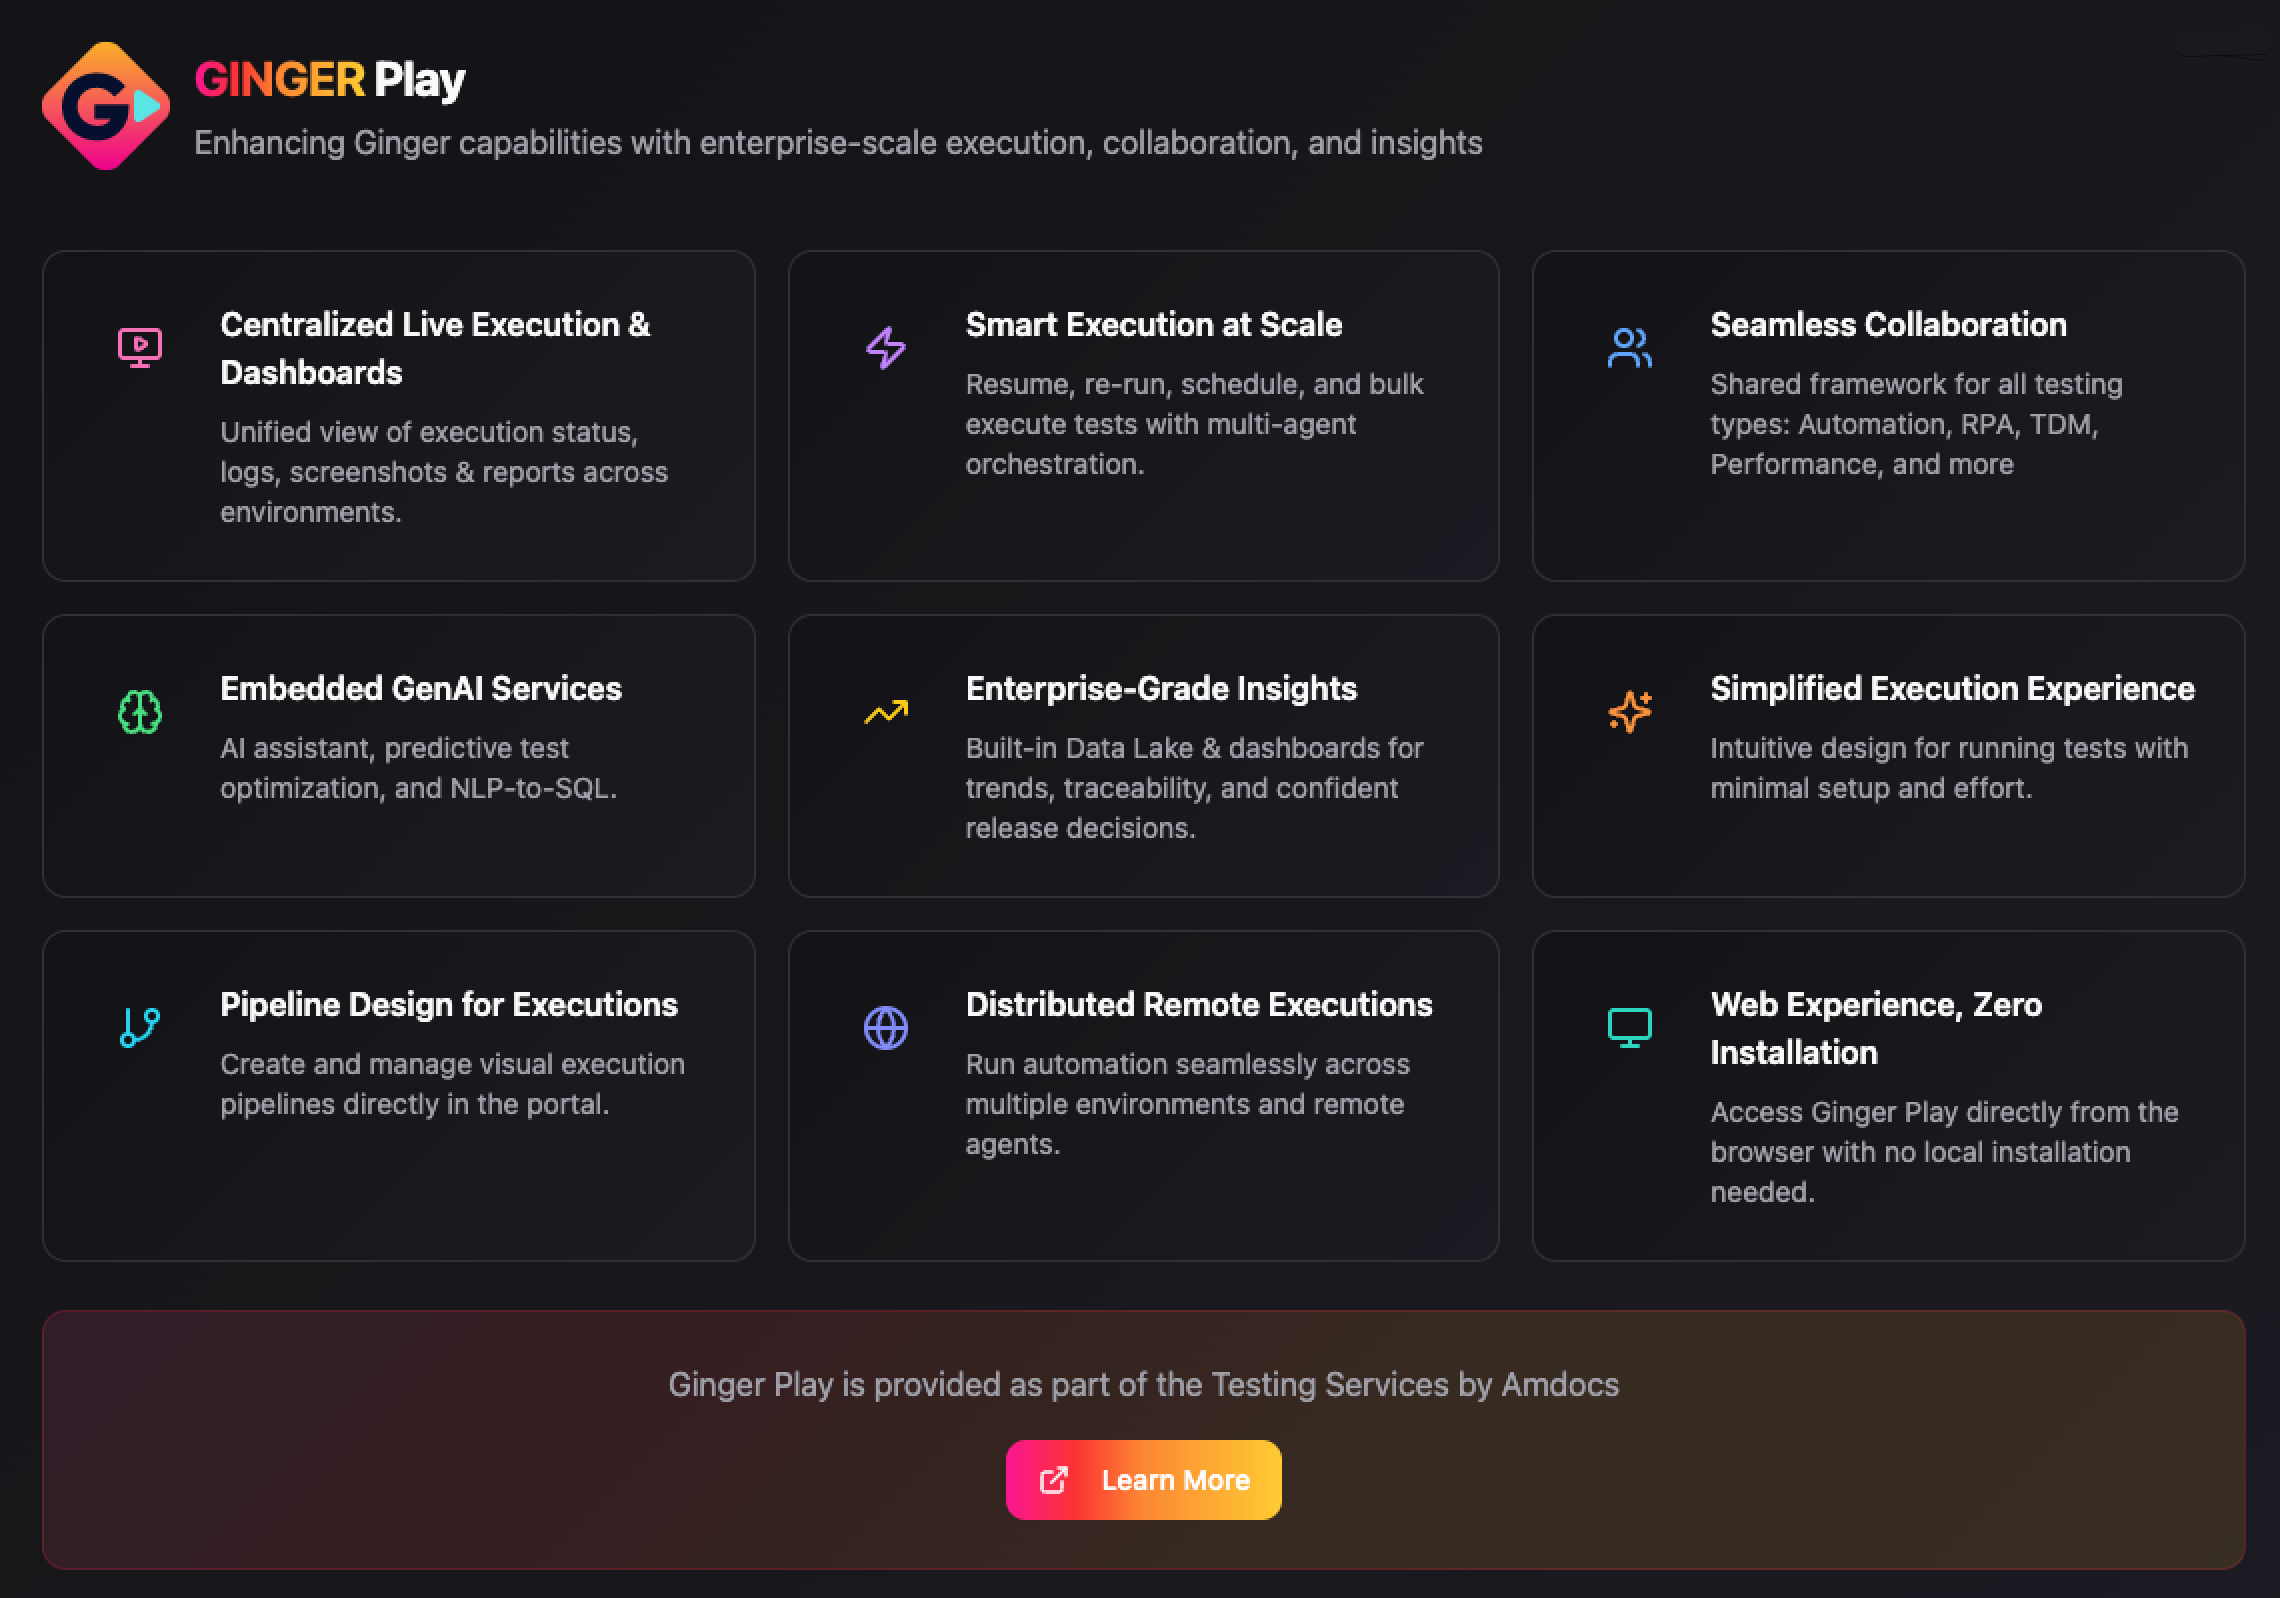 G
GINGER Play
Enhancing Ginger capabilities with enterprise-scale execution, collaboration, and insights
Centralized Live Execution &
Dashboards
Unified view of execution status,
logs, screenshots & reports across
environments.
Smart Execution at Scale
Resume, re-run, schedule, and bulk
execute tests with multi-agent
orchestration.
Seamless Collaboration
Shared framework for all testing
types: Automation, RPA, TDM,
Performance, and more
Embedded GenAI Services
AI assistant, predictive test
optimization, and NLP-to-SQL.
Enterprise-Grade Insights
Built-in Data Lake & dashboards for
trends, traceability, and confident
release decisions.
Simplified Execution Experience
Intuitive design for running tests with
minimal setup and effort.
Pipeline Design for Executions
Create and manage visual execution
pipelines directly in the portal.
Distributed Remote Executions
Run automation seamlessly across
multiple environments and remote
agents.
Web Experience, Zero
Installation
Access Ginger Play directly from the
browser with no local installation
needed.
Ginger Play is provided as part of the Testing Services by Amdocs
Learn More